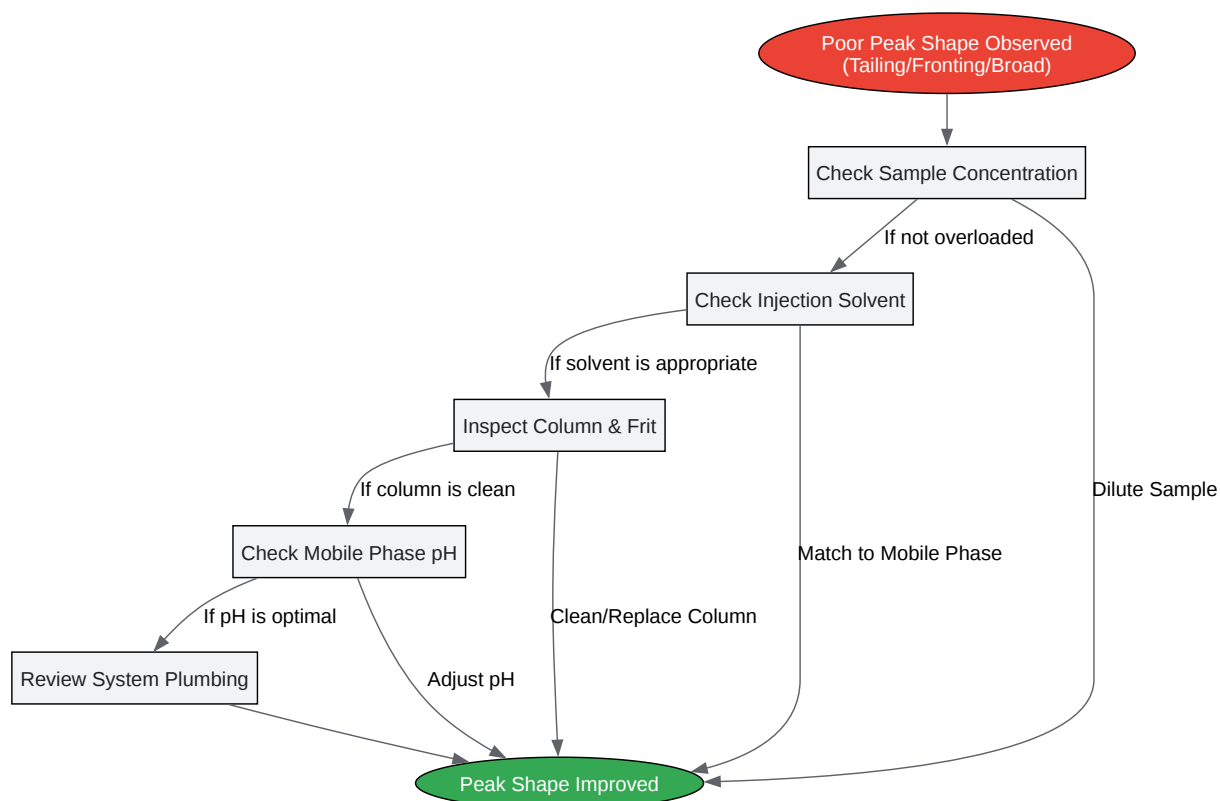 Poor Peak Shape Observed
(Tailing/Fronting/Broad)
Check Sample Concentration
If not overloaded
Check Injection Solvent
If solvent is appropriate
Inspect Column & Frit
If column is clean
Dilute Sample
Check Mobile Phase pH
Match to Mobile Phase
If pH is optimal
Clean/Replace Column
Review System Plumbing
Adjust pH
Peak Shape Improved